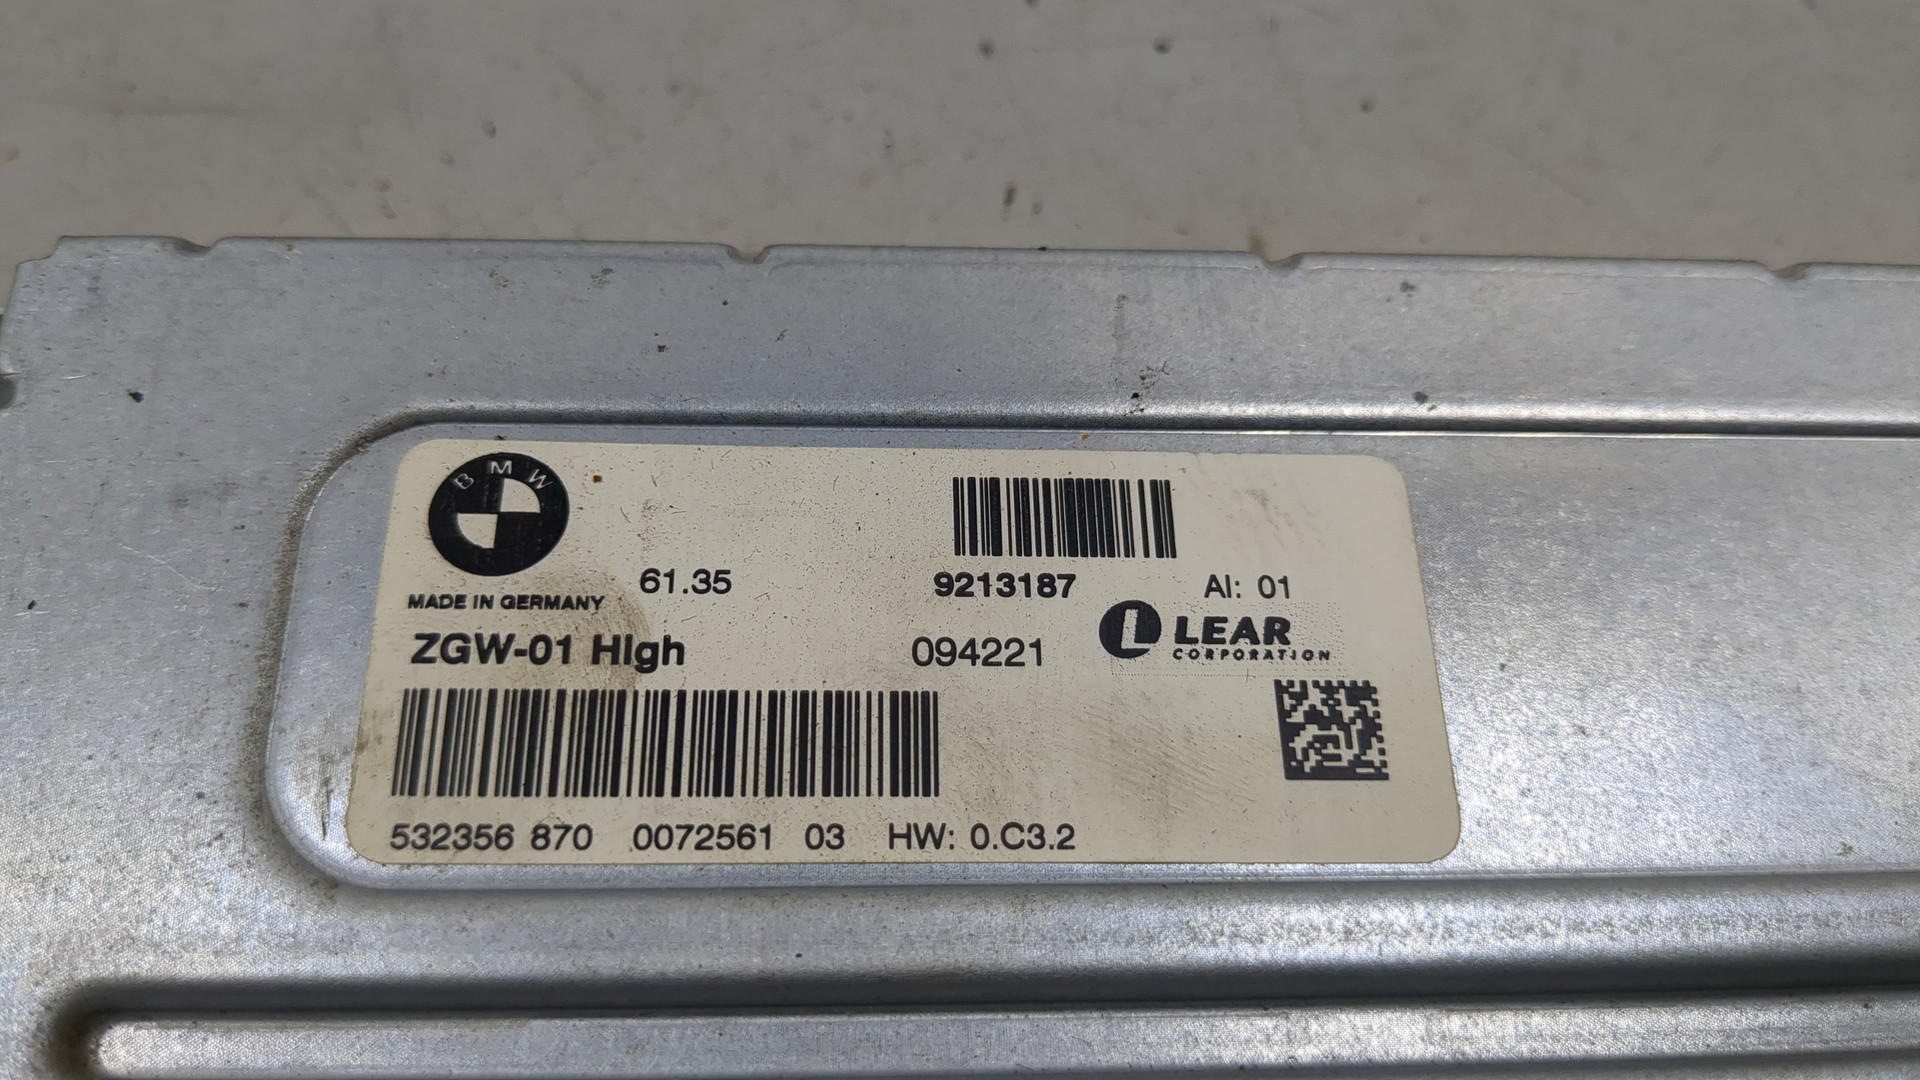 BMW
61.35
9213187
AI: 01
MADE IN GERMANY
ZGW-01 High
094221
LEAR
CORPORATION
532356 870 0072561 03 HW: 0.C3.2